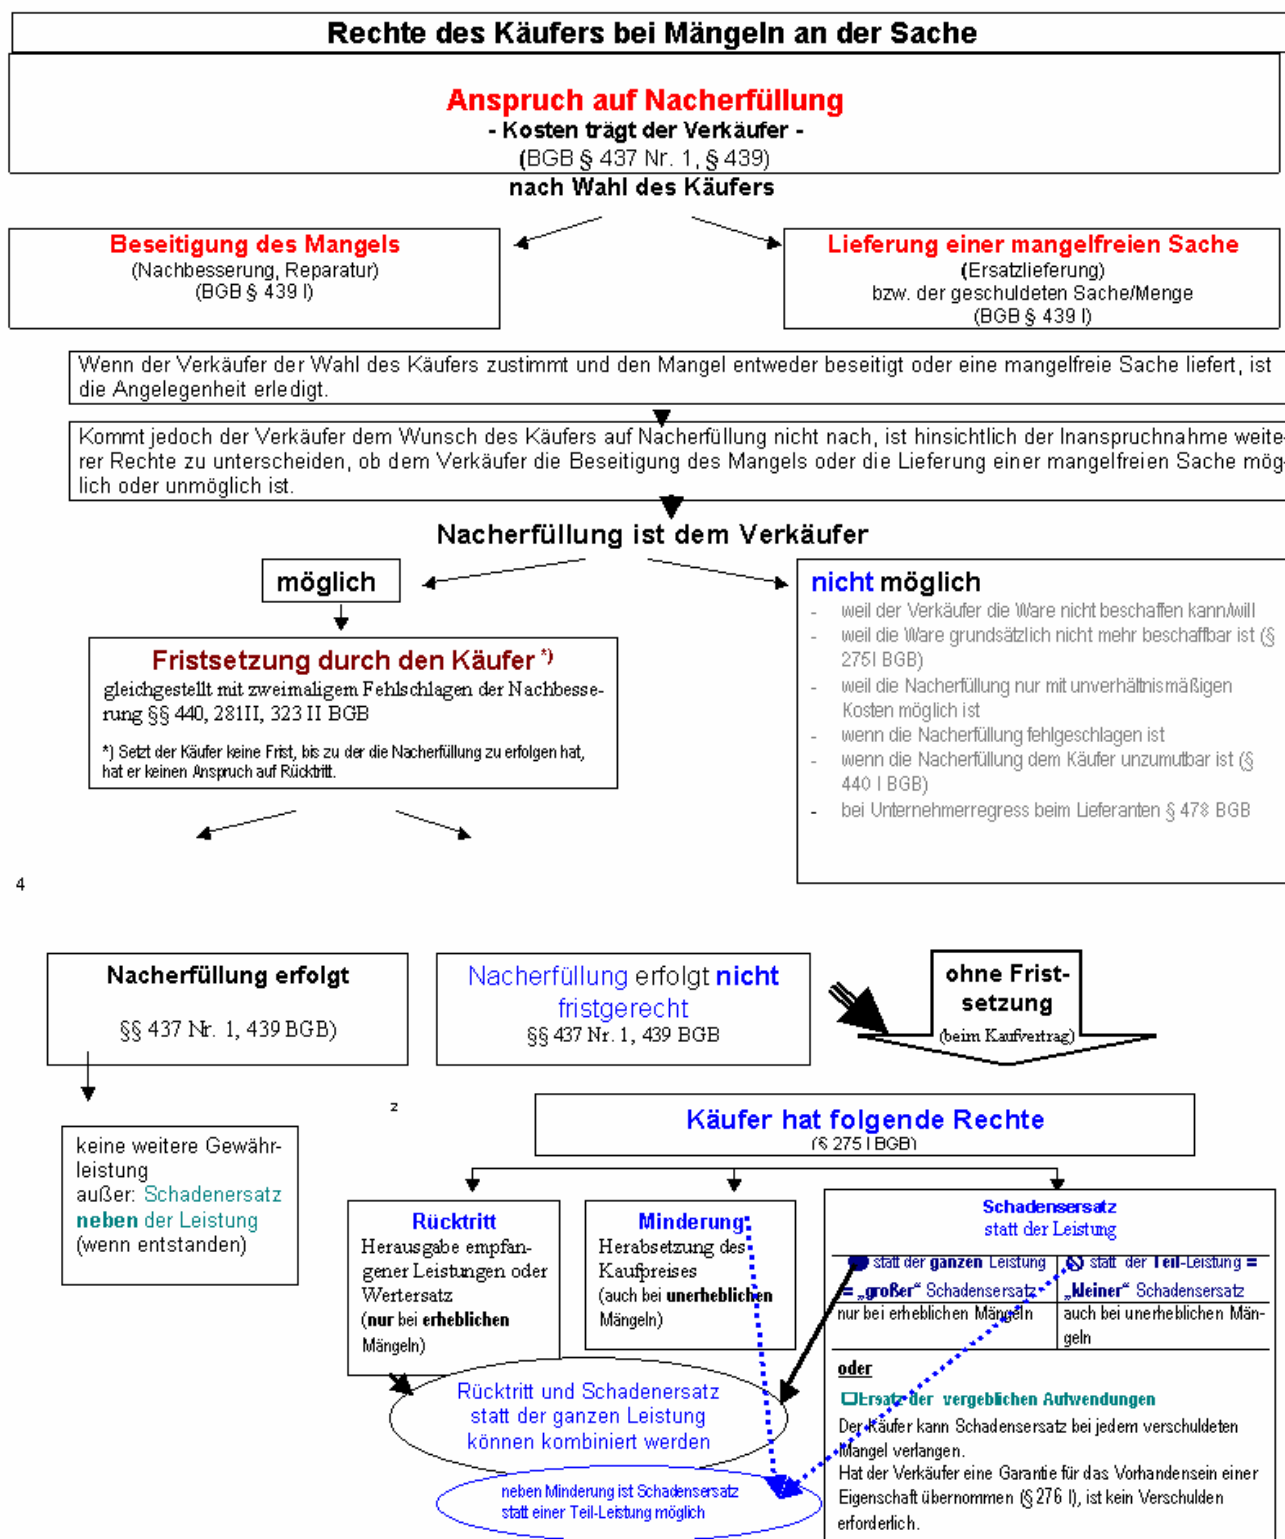 Rechte des Käufers bei Mängeln an der Sache
Anspruch auf Nacherfüllung
- Kosten trägt der Verkäufer -
(BGB § 437 Nr. 1, § 439)
nach Wahl des Käufers
Beseitigung des Mangels
(Nachbesserung, Reparatur)
(BGB § 439 I)
Lieferung einer mangelfreien Sache
(Ersatzlieferung)
bzw. der geschuldeten Sache/Menge
(BGB § 439 I)
Wenn der Verkäufer der Wahl des Käufers zustimmt und den Mangel entweder beseitigt oder eine mangelfreie Sache liefert, ist
die Angelegenheit erledigt.
Kommt jedoch der Verkäufer dem Wunsch des Käufers auf Nacherfüllung nicht nach, ist hinsichtlich der Inanspruchnahme weite-
rer Rechte zu unterscheiden, ob dem Verkäufer die Beseitigung des Mangels oder die Lieferung einer mangelfreien Sache mög-
lich oder unmöglich ist.
Nacherfüllung ist dem Verkäufer
möglich
Fristsetzung durch den Käufer *)
gleichgestellt mit zweimaligem Fehlschlagen der Nachbesse-
rung §§ 440, 281II, 323 II BGB
*) Setzt der Käufer keine Frist, bis zu der die Nacherfüllung zu erfolgen hat,
hat er keinen Anspruch auf Rücktritt.
nicht möglich
- weil der Verkäufer die Ware nicht beschaffen kann/will
- weil die Ware grundsätzlich nicht mehr beschaffbar ist (§
275I BGB)
- weil die Nacherfüllung nur mit unverhältnismäßigen
Kosten möglich ist
- wenn die Nacherfüllung fehlgeschlagen ist
- wenn die Nacherfüllung dem Käufer unzumutbar ist (§
440 I BGB)
- bei Unternehmerregress beim Lieferanten § 478 BGB
4
Nacherfüllung erfolgt
§§ 437 Nr. 1, 439 BGB)
Nacherfüllung erfolgt nicht
fristgerecht
§§ 437 Nr. 1, 439 BGB
ohne Frist-
setzung
(beim Kaufvertrag)
z
keine weitere Gewähr-
leistung
außer: Schadenersatz
neben der Leistung
(wenn entstanden)
Käufer hat folgende Rechte
(§ 275 I BGB)
Rücktritt
Herausgabe empfan-
gener Leistungen oder
Wertersatz
(nur bei erheblichen
Mängeln)
Minderung
Herabsetzung des
Kaufpreises
(auch bei unerheblichen
Mängeln)
Schadensersatz
statt der Leistung
statt der ganzen Leistung
= „großer“ Schadensersatz
nur bei erheblichen Mängeln
statt der Teil-Leistung =
„kleiner“ Schadensersatz
auch bei unerheblichen Män-
geln
oder
Ersatz der vergeblichen Aufwendungen
Der Käufer kann Schadensersatz bei jedem verschuldeten
Mangel verlangen.
Hat der Verkäufer eine Garantie für das Vorhandensein einer
Eigenschaft übernommen (§ 276 I), ist kein Verschulden
erforderlich.
Rücktritt und Schadenersatz
statt der ganzen Leistung
können kombiniert werden
neben Minderung ist Schadensersatz
statt einer Teil-Leistung möglich